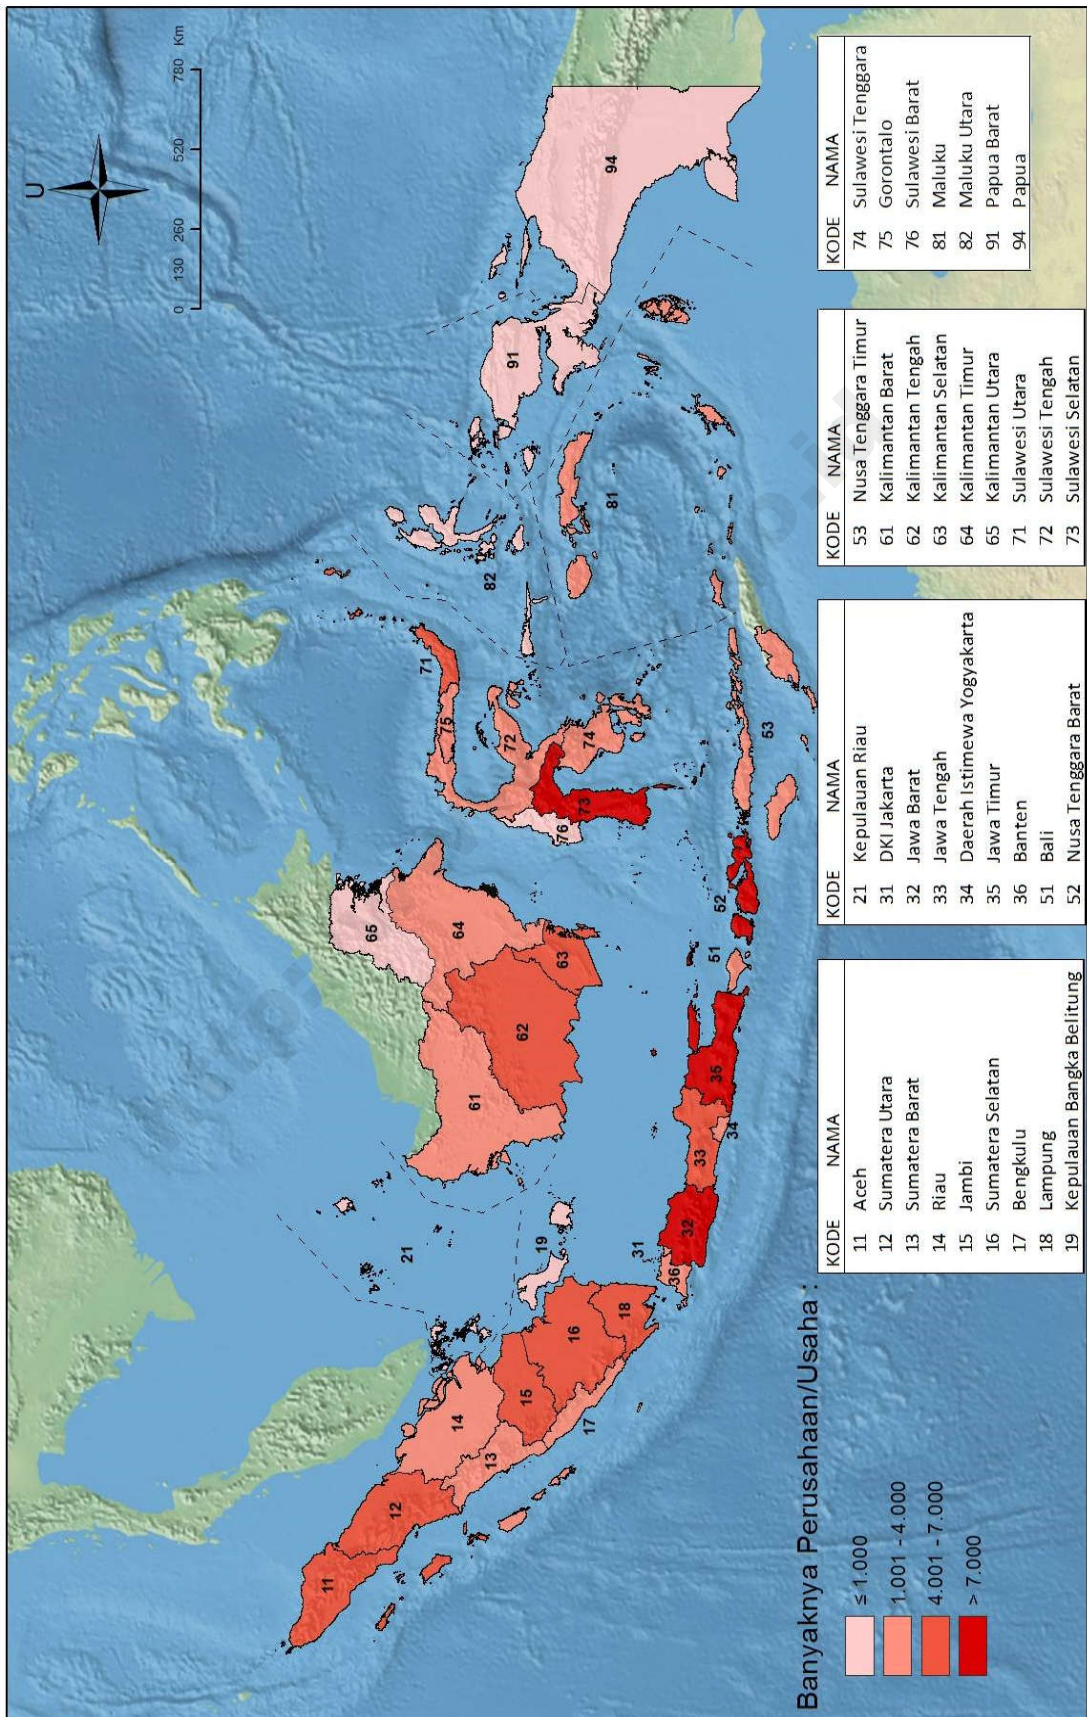 U
0 130 260 520 780 Km
11
12
13
14
15
16
17
18
19
21
31
32
33
34
35
36
51
52
53
61
62
63
64
65
71
72
73
74
75
76
81
82
91
94
Banyaknya Perusahaan/Usaha :
≤ 1.000
1.001 - 4.000
4.001 - 7.000
> 7.000
KODE NAMA
11 Aceh
12 Sumatera Utara
13 Sumatera Barat
14 Riau
15 Jambi
16 Sumatera Selatan
17 Bengkulu
18 Lampung
19 Kepulauan Bangka Belitung
KODE NAMA
21 Kepulauan Riau
31 DKI Jakarta
32 Jawa Barat
33 Jawa Tengah
34 Daerah Istimewa Yogyakarta
35 Jawa Timur
36 Banten
51 Bali
52 Nusa Tenggara Barat
KODE NAMA
53 Nusa Tenggara Timur
61 Kalimantan Barat
62 Kalimantan Tengah
63 Kalimantan Selatan
64 Kalimantan Timur
65 Kalimantan Utara
71 Sulawesi Utara
72 Sulawesi Tengah
73 Sulawesi Selatan
KODE NAMA
74 Sulawesi Tenggara
75 Gorontalo
76 Sulawesi Barat
81 Maluku
82 Maluku Utara
91 Papua Barat
94 Papua